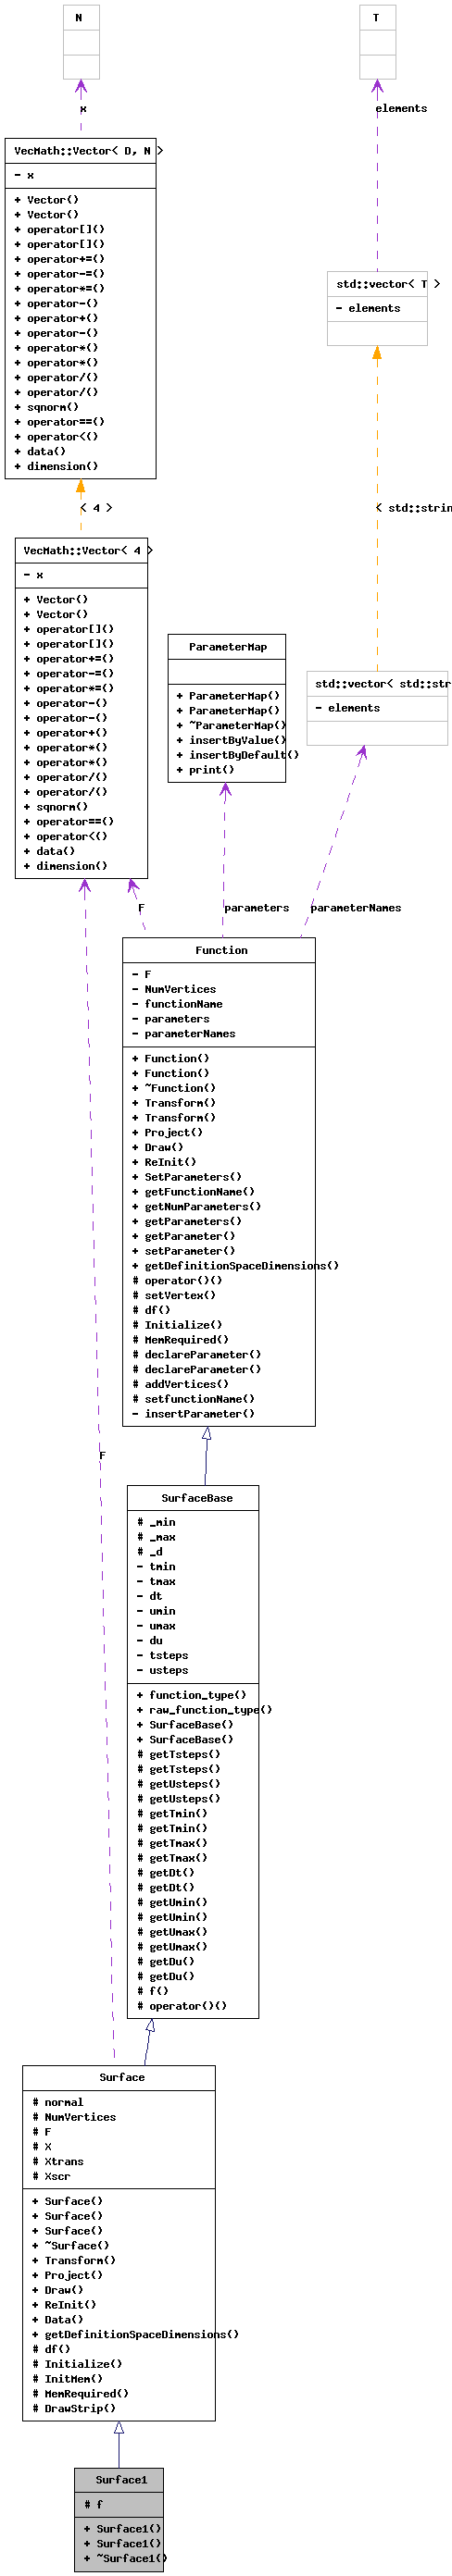 N
T
x
elements
VecMath::Vector< D, N >
- x
+ Vector()
+ Vector()
+ operator[]()
+ operator[]()
+ operator+=()
+ operator-=()
+ operator*=()
+ operator-()
+ operator+()
+ operator-()
+ operator*()
+ operator*()
+ operator/()
+ operator/()
+ sqnorm()
+ operator==()
+ operator<()
+ data()
+ dimension()
std::vector< T >
- elements
< 4 >
< std::strin
VecMath::Vector< 4 >
- x
+ Vector()
+ Vector()
+ operator[]()
+ operator[]()
+ operator+=()
+ operator-=()
+ operator*=()
+ operator-()
+ operator-()
+ operator+()
+ operator*()
+ operator*()
+ operator/()
+ operator/()
+ sqnorm()
+ operator==()
+ operator<()
+ data()
+ dimension()
ParameterMap
+ ParameterMap()
+ ParameterMap()
+ ~ParameterMap()
+ insertByValue()
+ insertByDefault()
+ print()
std::vector< std::str
- elements
F
parameters
parameterNames
Function
- F
- NumVertices
- functionName
- parameters
- parameterNames
+ Function()
+ Function()
+ ~Function()
+ Transform()
+ Transform()
+ Project()
+ Draw()
+ ReInit()
+ SetParameters()
+ getFunctionName()
+ getNumParameters()
+ getParameters()
+ getParameter()
+ setParameter()
+ getDefinitionSpaceDimensions()
# operator()()
# setVertex()
# df()
# Initialize()
# MemRequired()
# declareParameter()
# declareParameter()
# addVertices()
# setfunctionName()
- insertParameter()
F
SurfaceBase
# _min
# _max
# _d
- tmin
- tmax
- dt
- umin
- umax
- du
- tsteps
- usteps
+ function_type()
+ raw_function_type()
+ SurfaceBase()
+ SurfaceBase()
# getTsteps()
# getTsteps()
# getUsteps()
# getUsteps()
# getTmin()
# getTmin()
# getTmax()
# getTmax()
# getDt()
# getDt()
# getUmin()
# getUmin()
# getUmax()
# getUmax()
# getDu()
# getDu()
# f()
# operator()()
Surface
# normal
# NumVertices
# F
# X
# Xtrans
# Xscr
+ Surface()
+ Surface()
+ Surface()
+ ~Surface()
+ Transform()
+ Project()
+ Draw()
+ ReInit()
+ Data()
+ getDefinitionSpaceDimensions()
# df()
# Initialize()
# InitMem()
# MemRequired()
# DrawStrip()
Surface1
# f
+ Surface1()
+ Surface1()
+ ~Surface1()